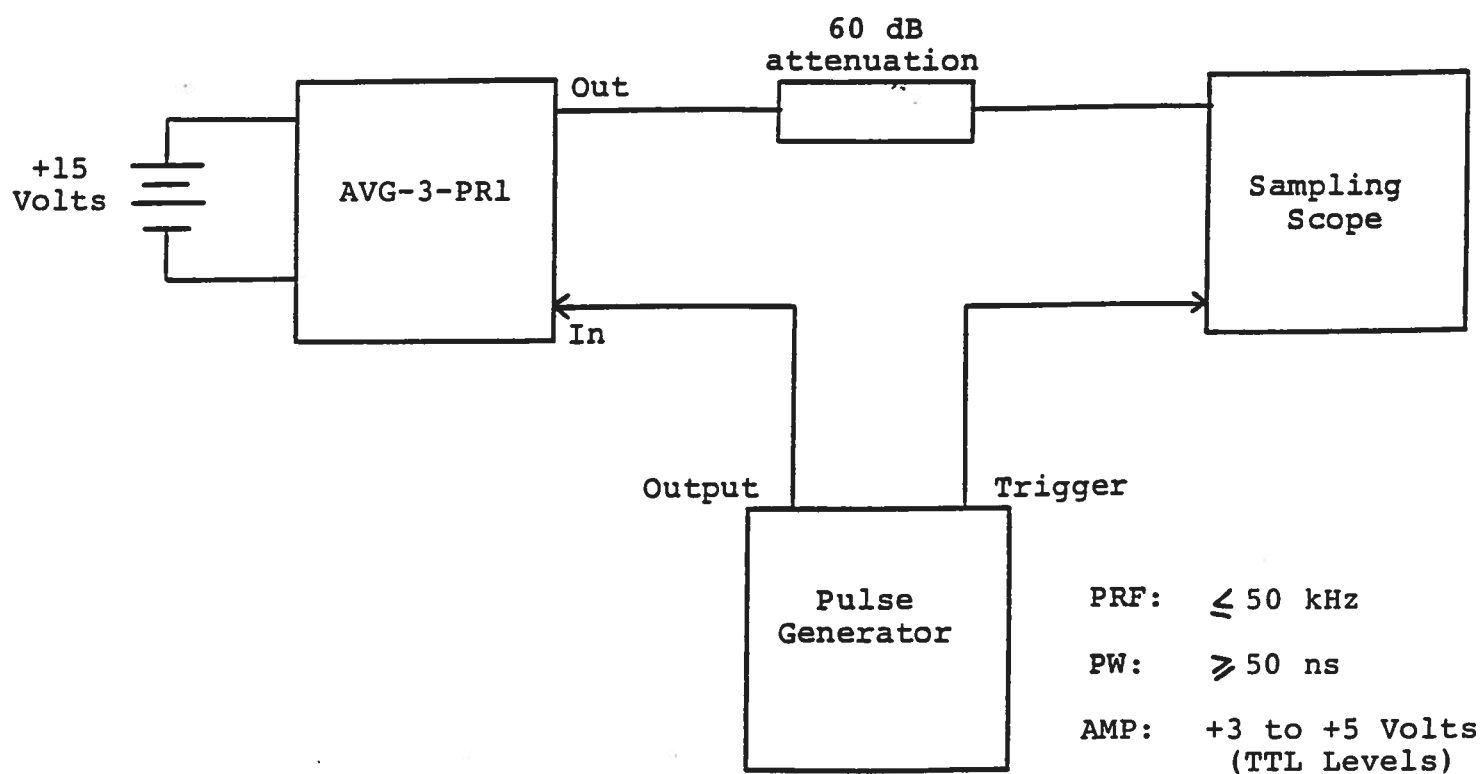 60 dB
attenuation
Out
+15
Volts
AVG-3-PR1
Sampling
Scope
In
Output
Trigger
Pulse
Generator
PRF: ≤ 50 kHz
PW: ≥ 50 ns
AMP: +3 to +5 Volts
(TTL Levels)